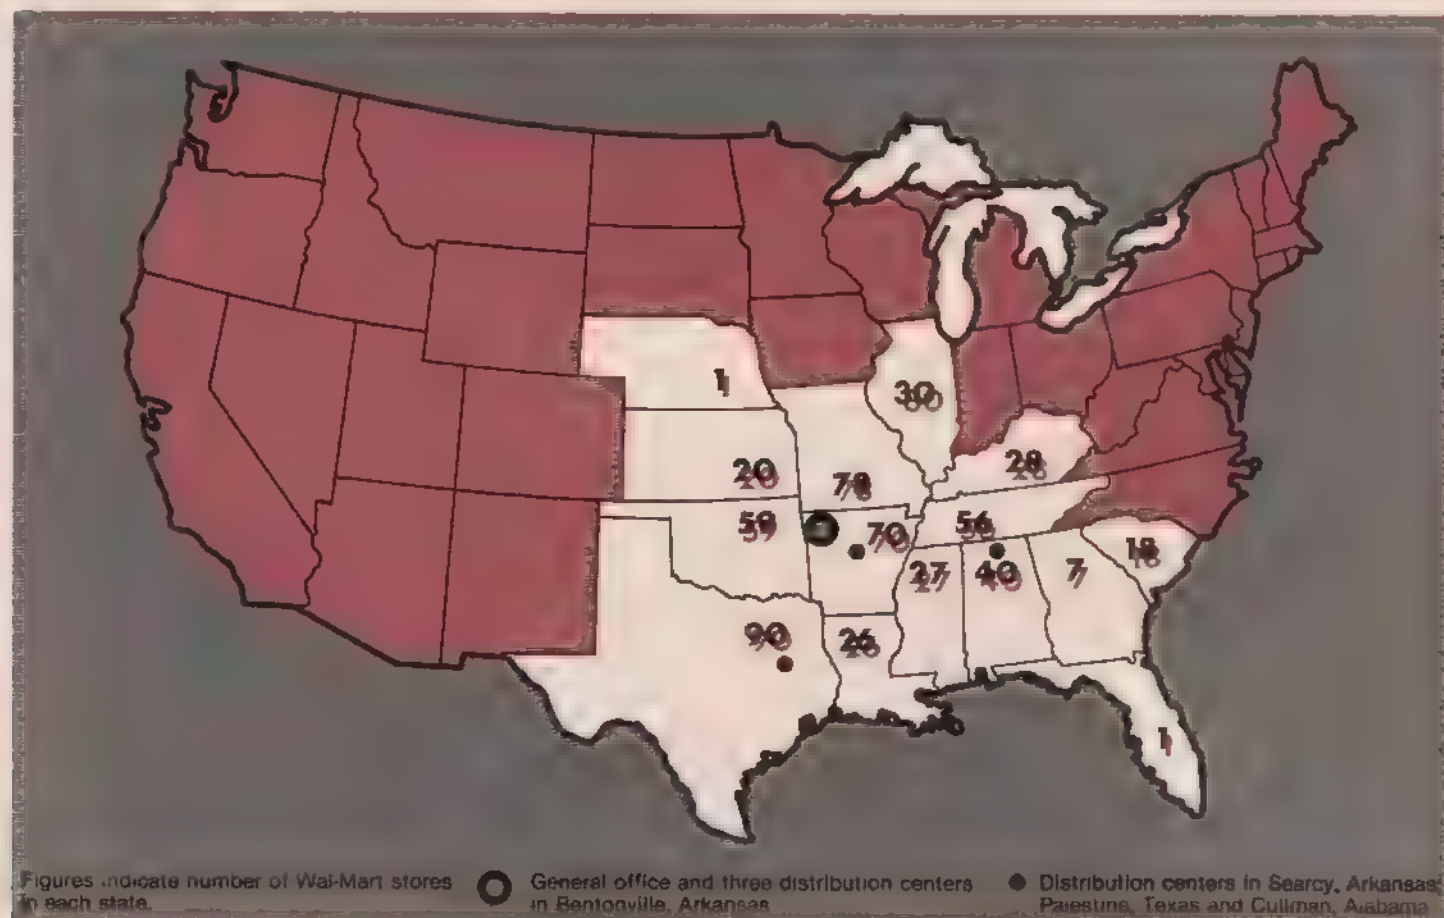 1
30
20
78
28
59
70
56
18
27
40
7
90
26
1
Figures indicate number of Wal-Mart stores
in each state.
General office and three distribution centers
in Bentonville, Arkansas
Distribution centers in Searcy, Arkansas,
Palestine, Texas and Cullman, Alabama